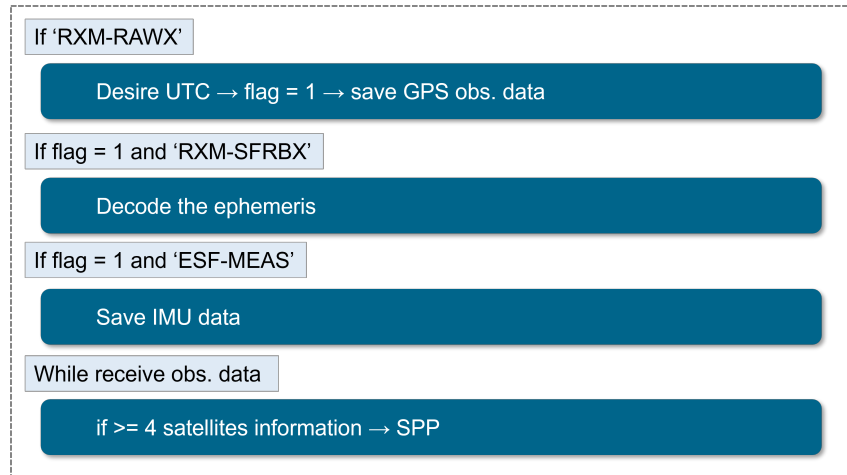 If ‘RXM-RAWX’
Desire UTC → flag = 1 → save GPS obs. data
If flag = 1 and ‘RXM-SFRBX’
Decode the ephemeris
If flag = 1 and ‘ESF-MEAS’
Save IMU data
While receive obs. data
if >= 4 satellites information → SPP